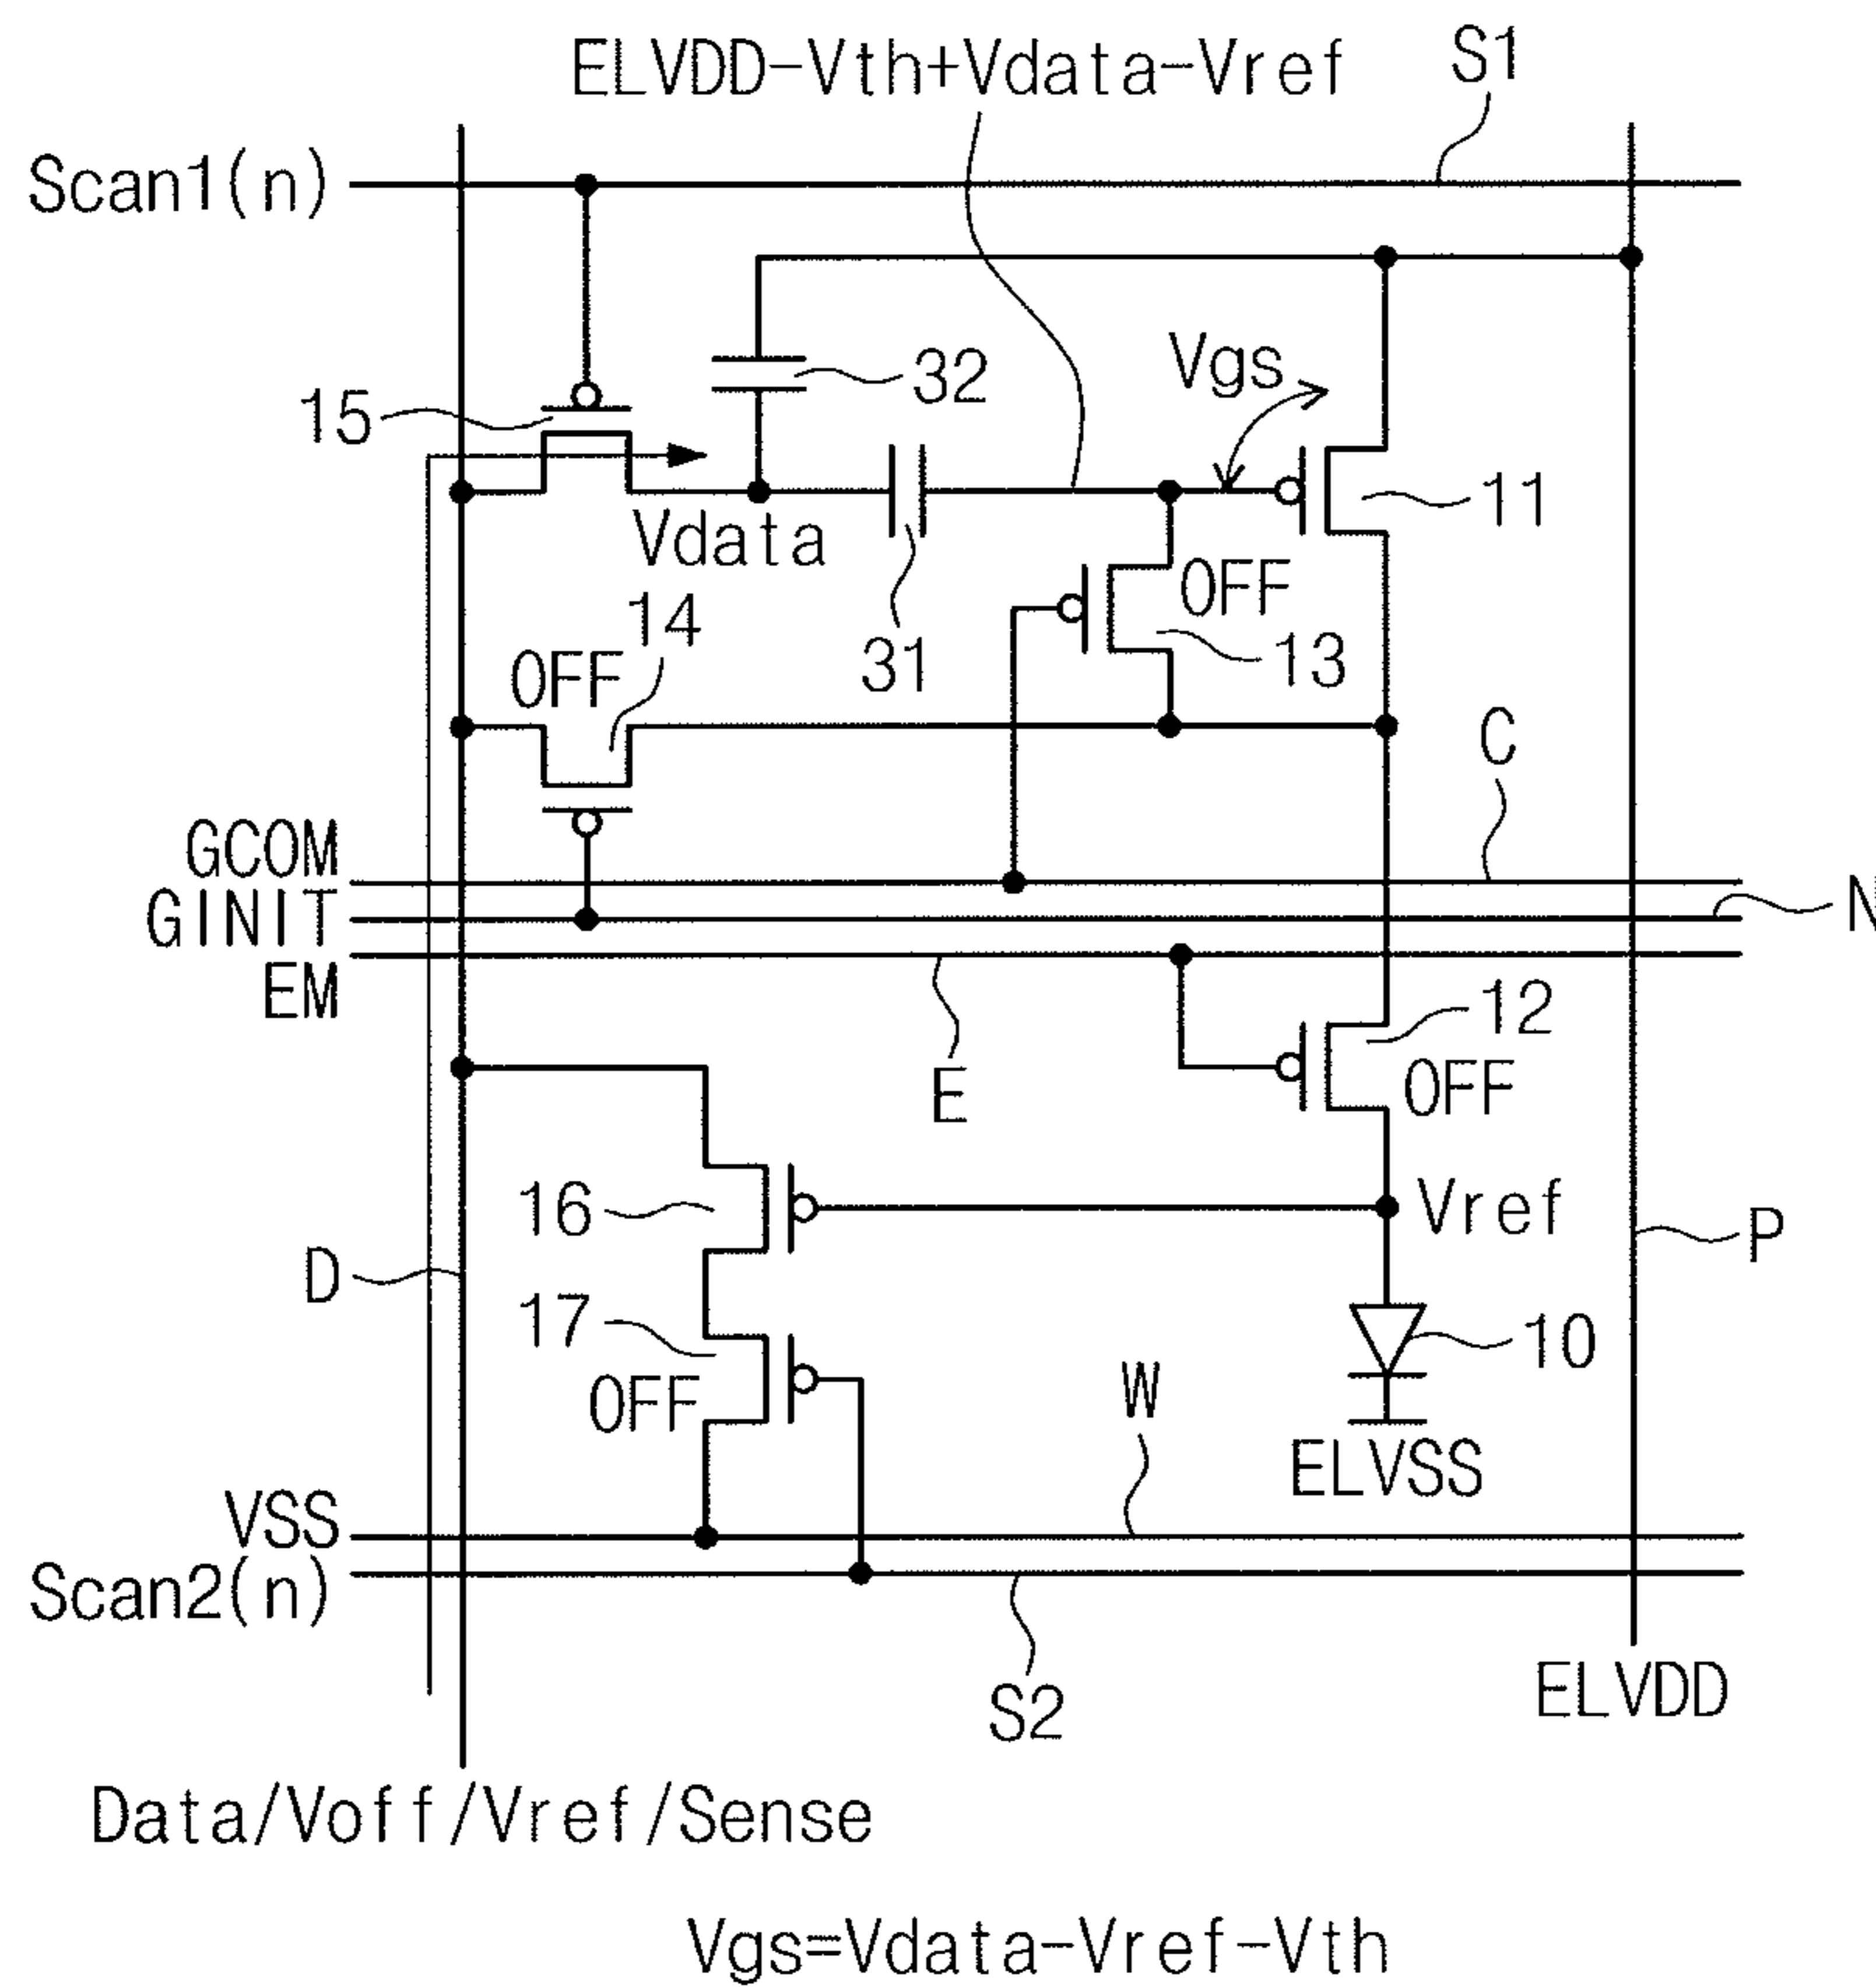 ELVDD-Vth+Vdata-Vref
S1
Scan1(n)
Vgs
32
15
11
Vdata
OFF
14
31
13
OFF
C
GCOM
GINIT
N
EM
12
E
OFF
16
Vref
P
D
17
10
OFF
W
ELVSS
VSS
Scan2(n)
S2
ELVDD
Data/Voff/Vref/Sense
Vgs=Vdata-Vref-Vth